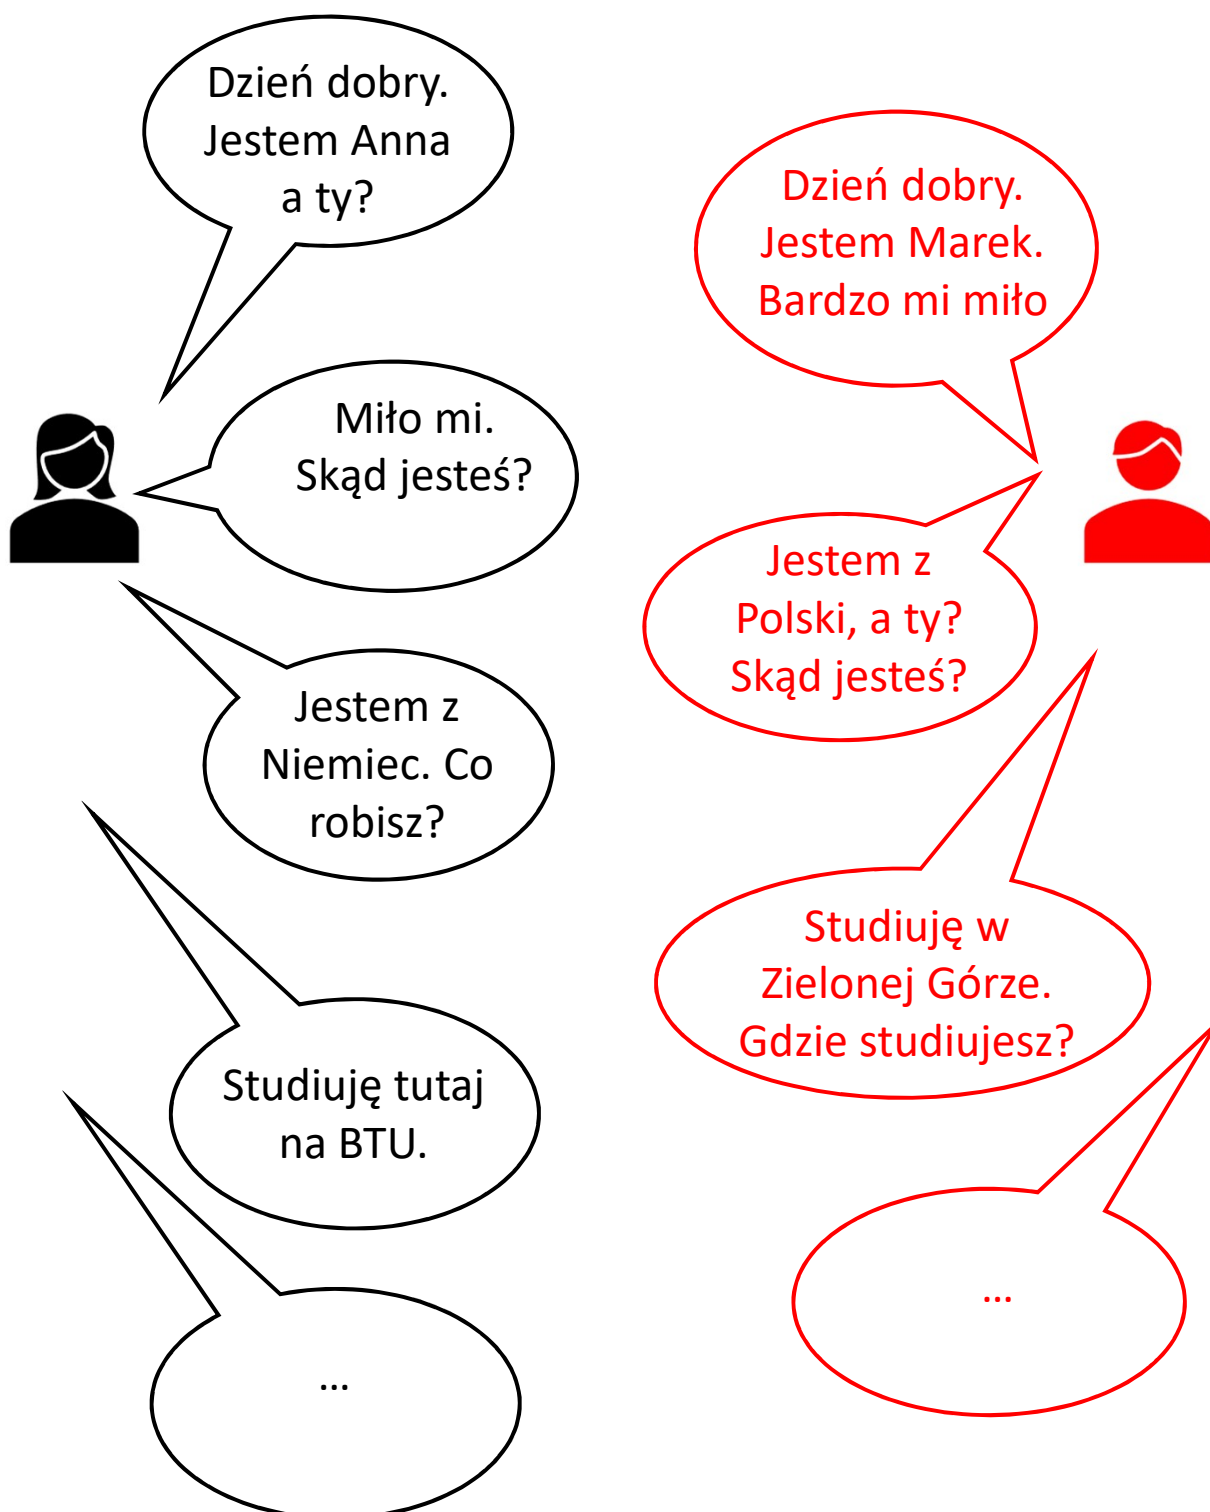 Dzień dobry.
Jestem Anna
a ty?
Dzień dobry.
Jestem Marek.
Bardzo mi miło
Miło mi.
Skąd jesteś?
Jestem z
Polski, a ty?
Skąd jesteś?
Jestem z
Niemiec. Co
robisz?
Studiuję w
Zielonej Górze.
Gdzie studiujesz?
Studiuję tutaj
na BTU.
...
...